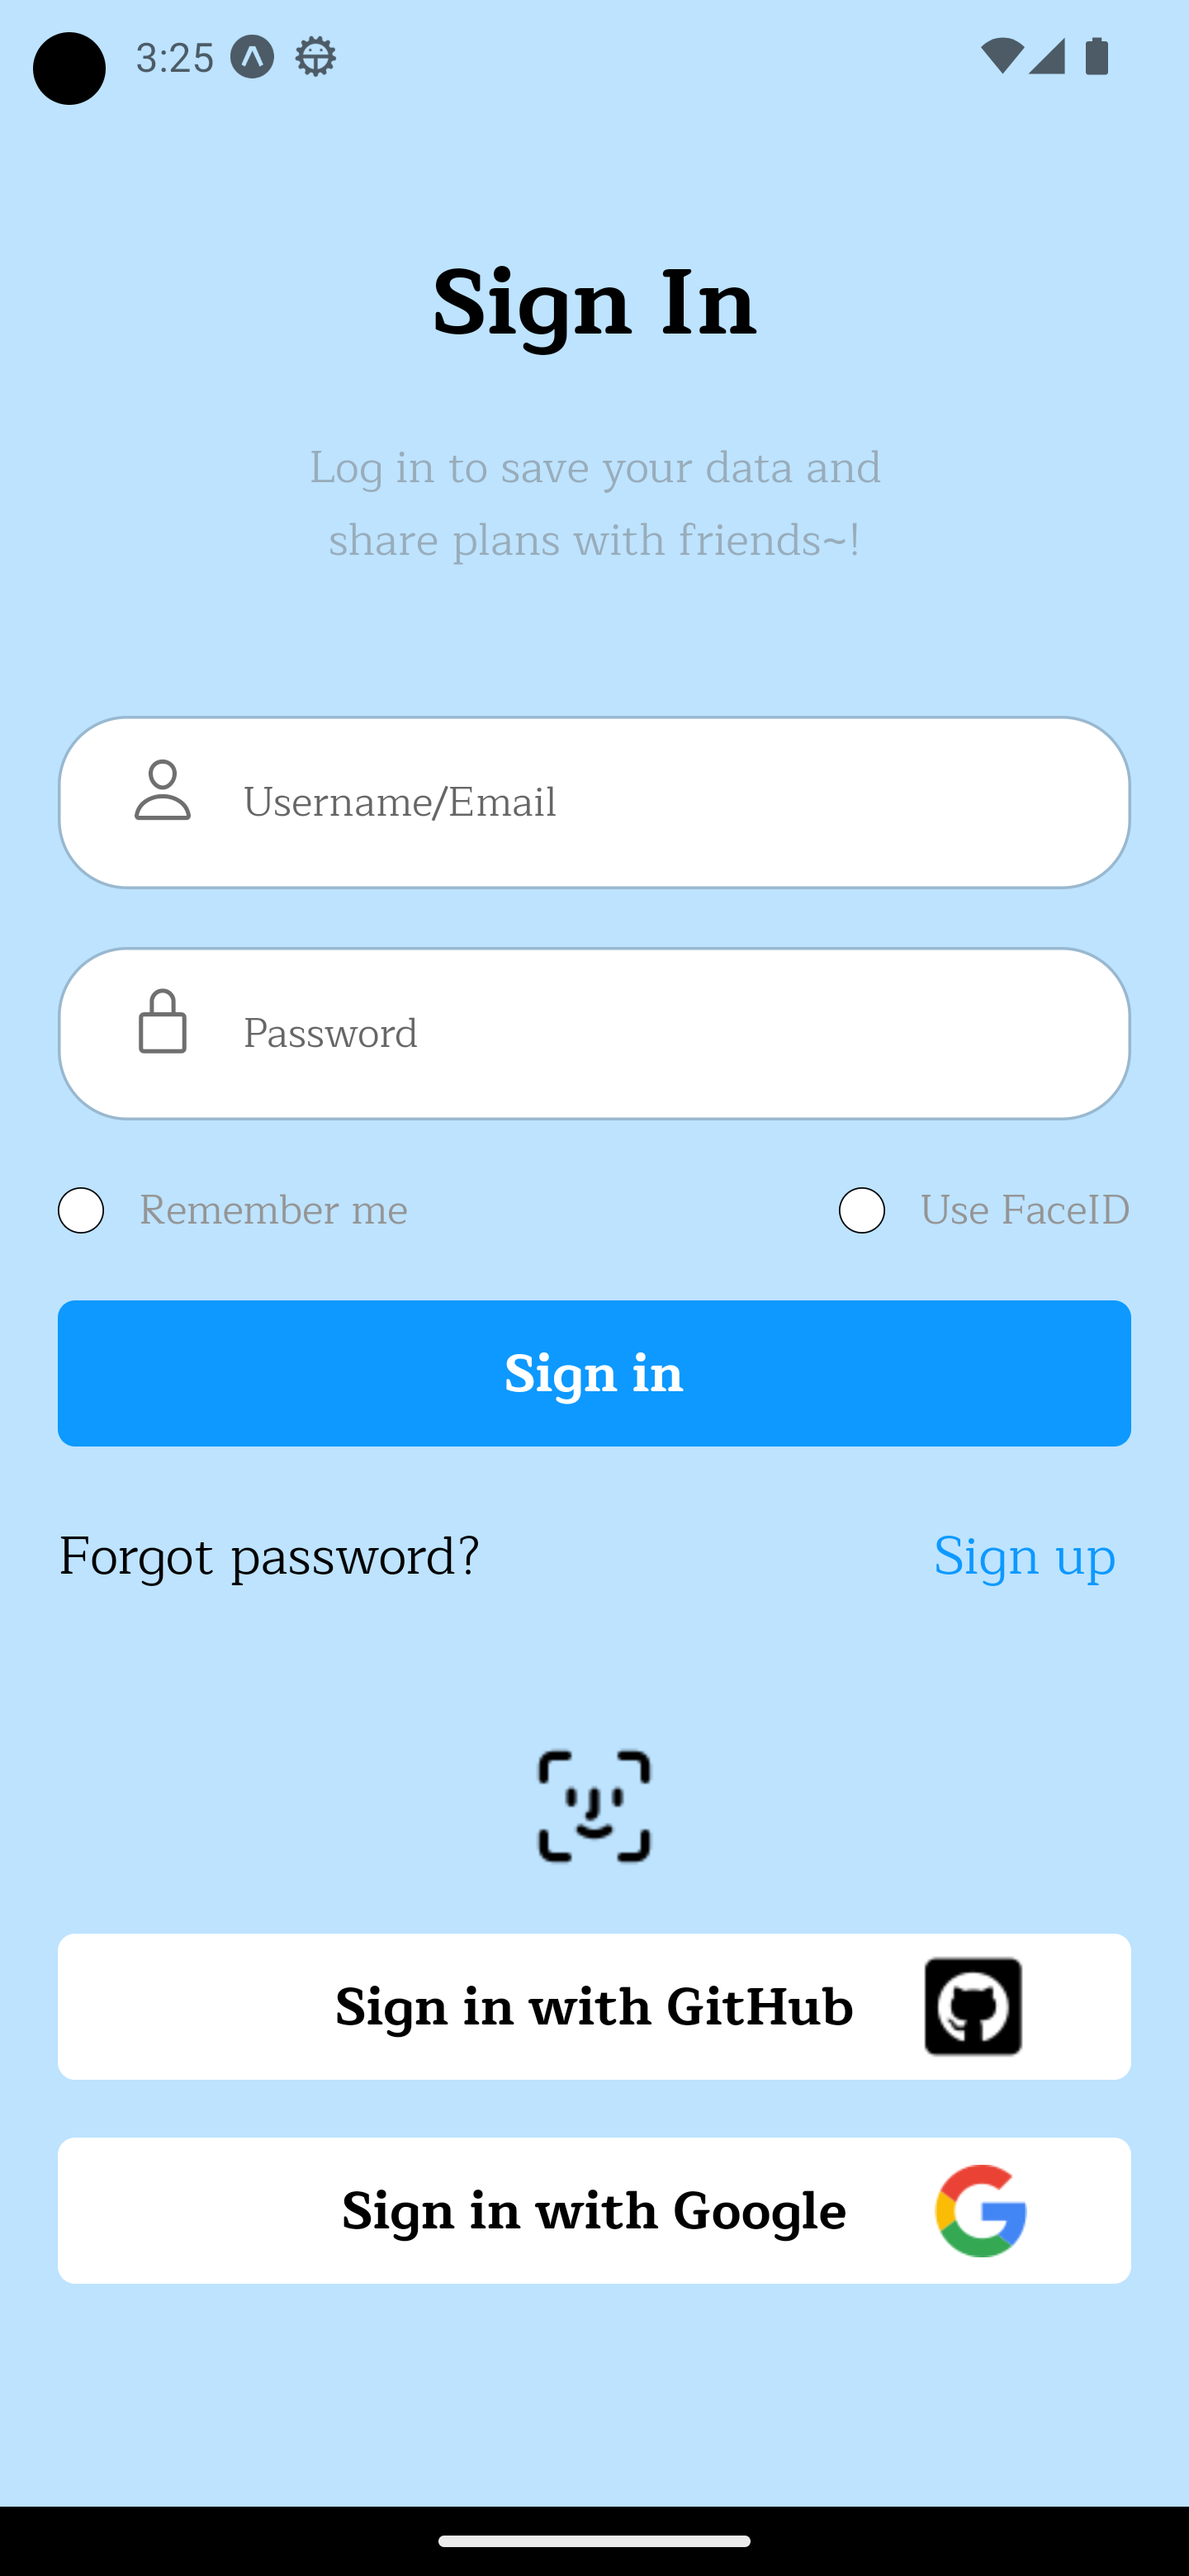 3:25
Sign In
Log in to save your data and
share plans with friends~!
Username/Email
Password
Remember me
Use FaceID
Sign in
Forgot password?
Sign up
Sign in with GitHub
Sign in with Google